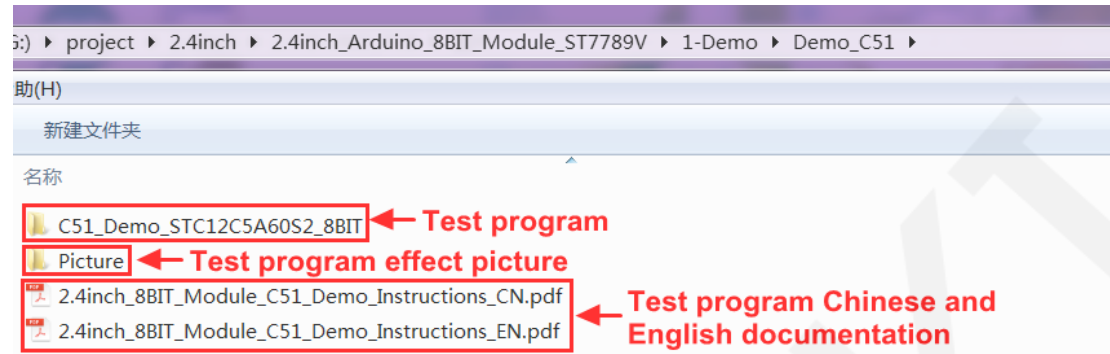 G:) ▸ project ▸ 2.4inch ▸ 2.4inch_Arduino_8BIT_Module_ST7789V ▸ 1-Demo ▸ Demo_C51 ▸
助(H)
新建文件夹
名称
C51_Demo_STC12C5A60S2_8BIT Test program
Picture Test program effect picture
2.4inch_8BIT_Module_C51_Demo_Instructions_CN.pdf
2.4inch_8BIT_Module_C51_Demo_Instructions_EN.pdf
Test program Chinese and
English documentation